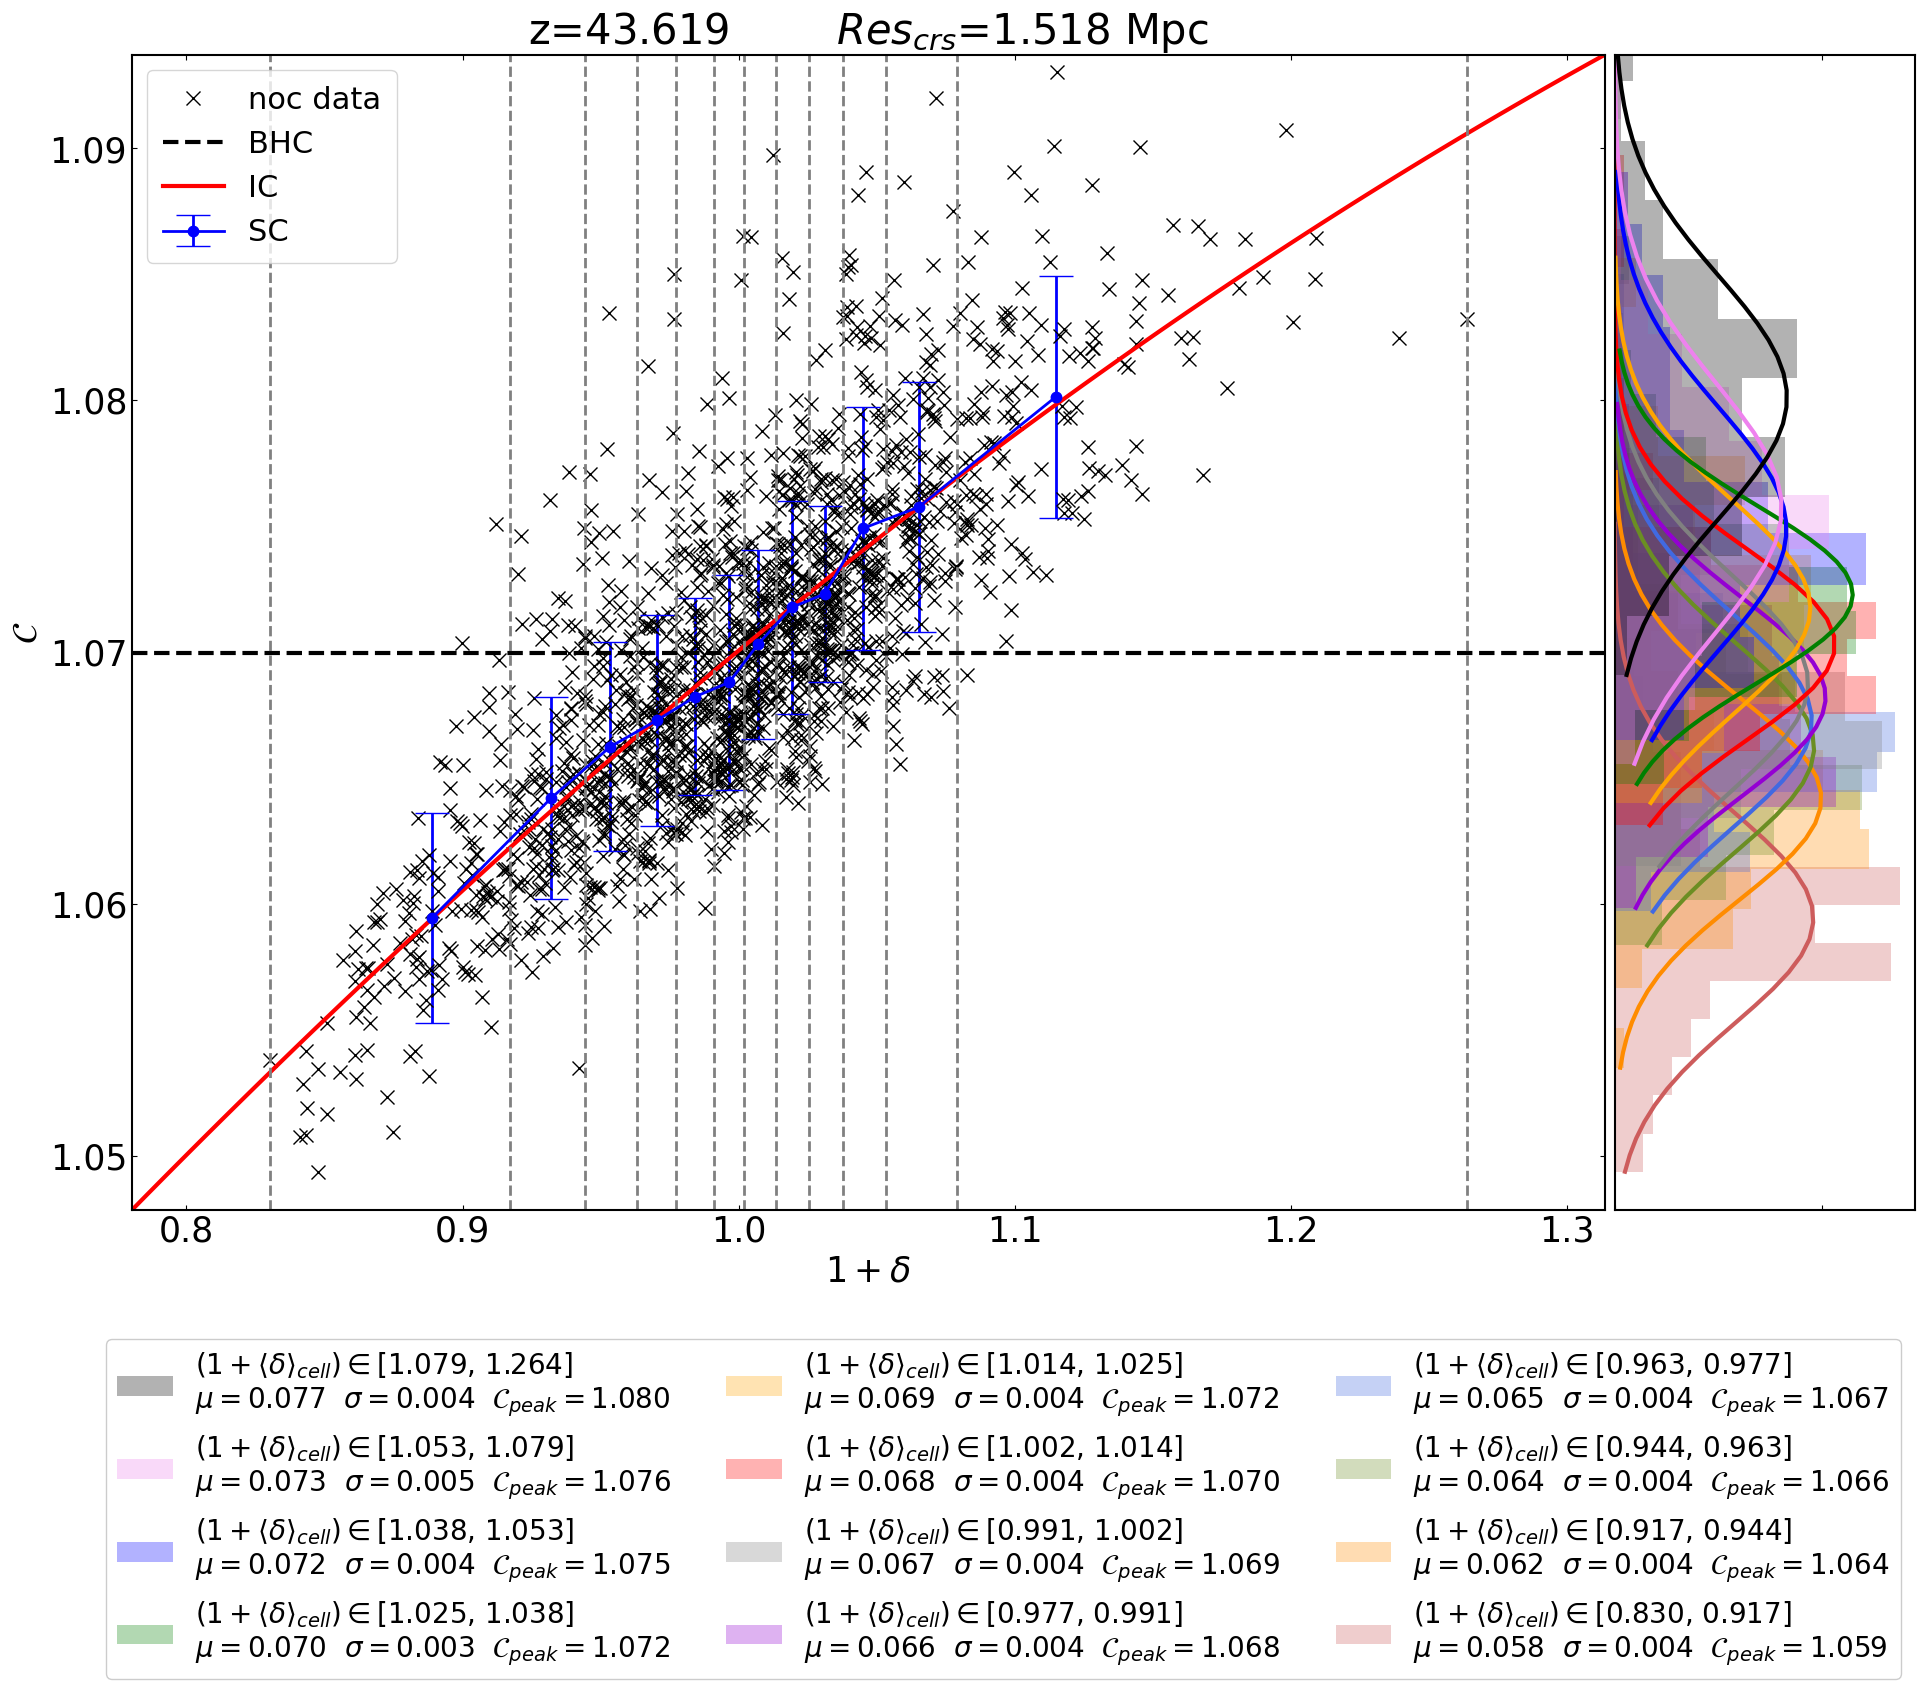 z=43.619 Res_crs=1.518 Mpc
noc data
BHC
IC
SC
1.09
1.08
1.07
1.06
1.05
𝒞
0.8 0.9 1.0 1.1 1.2 1.3
1 + δ
(1 + ⟨δ⟩_cell) ∈ [1.079, 1.264]
μ = 0.077 σ = 0.004 𝒞_peak = 1.080
(1 + ⟨δ⟩_cell) ∈ [1.053, 1.079]
μ = 0.073 σ = 0.005 𝒞_peak = 1.076
(1 + ⟨δ⟩_cell) ∈ [1.038, 1.053]
μ = 0.072 σ = 0.004 𝒞_peak = 1.075
(1 + ⟨δ⟩_cell) ∈ [1.025, 1.038]
μ = 0.070 σ = 0.003 𝒞_peak = 1.072
(1 + ⟨δ⟩_cell) ∈ [1.014, 1.025]
μ = 0.069 σ = 0.004 𝒞_peak = 1.072
(1 + ⟨δ⟩_cell) ∈ [1.002, 1.014]
μ = 0.068 σ = 0.004 𝒞_peak = 1.070
(1 + ⟨δ⟩_cell) ∈ [0.991, 1.002]
μ = 0.067 σ = 0.004 𝒞_peak = 1.069
(1 + ⟨δ⟩_cell) ∈ [0.977, 0.991]
μ = 0.066 σ = 0.004 𝒞_peak = 1.068
(1 + ⟨δ⟩_cell) ∈ [0.963, 0.977]
μ = 0.065 σ = 0.004 𝒞_peak = 1.067
(1 + ⟨δ⟩_cell) ∈ [0.944, 0.963]
μ = 0.064 σ = 0.004 𝒞_peak = 1.066
(1 + ⟨δ⟩_cell) ∈ [0.917, 0.944]
μ = 0.062 σ = 0.004 𝒞_peak = 1.064
(1 + ⟨δ⟩_cell) ∈ [0.830, 0.917]
μ = 0.058 σ = 0.004 𝒞_peak = 1.059